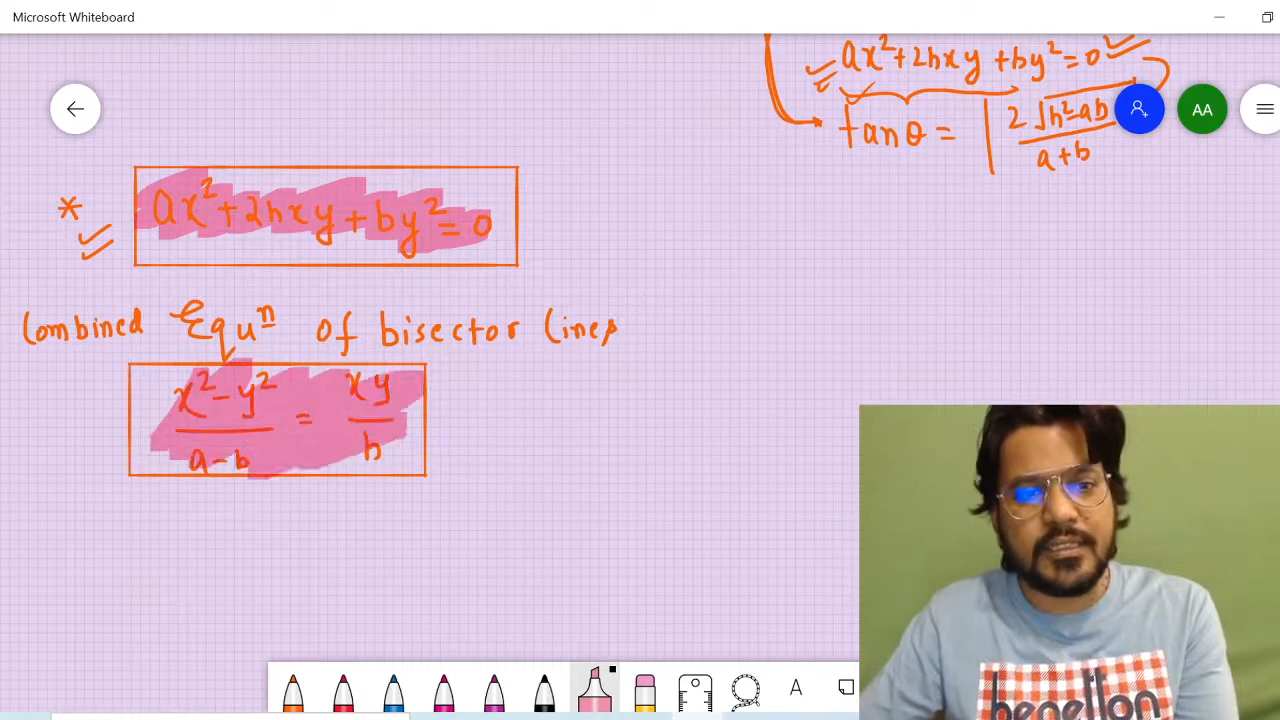 Microsoft Whiteboard
ax²+2hxy+by²=0
tanθ = | 2√h²-ab / a+b
AA
* ax²+2hxy+by²=0
Combined Equⁿ of bisector lines
x²-y² / a-b = xy / h
A
benetton